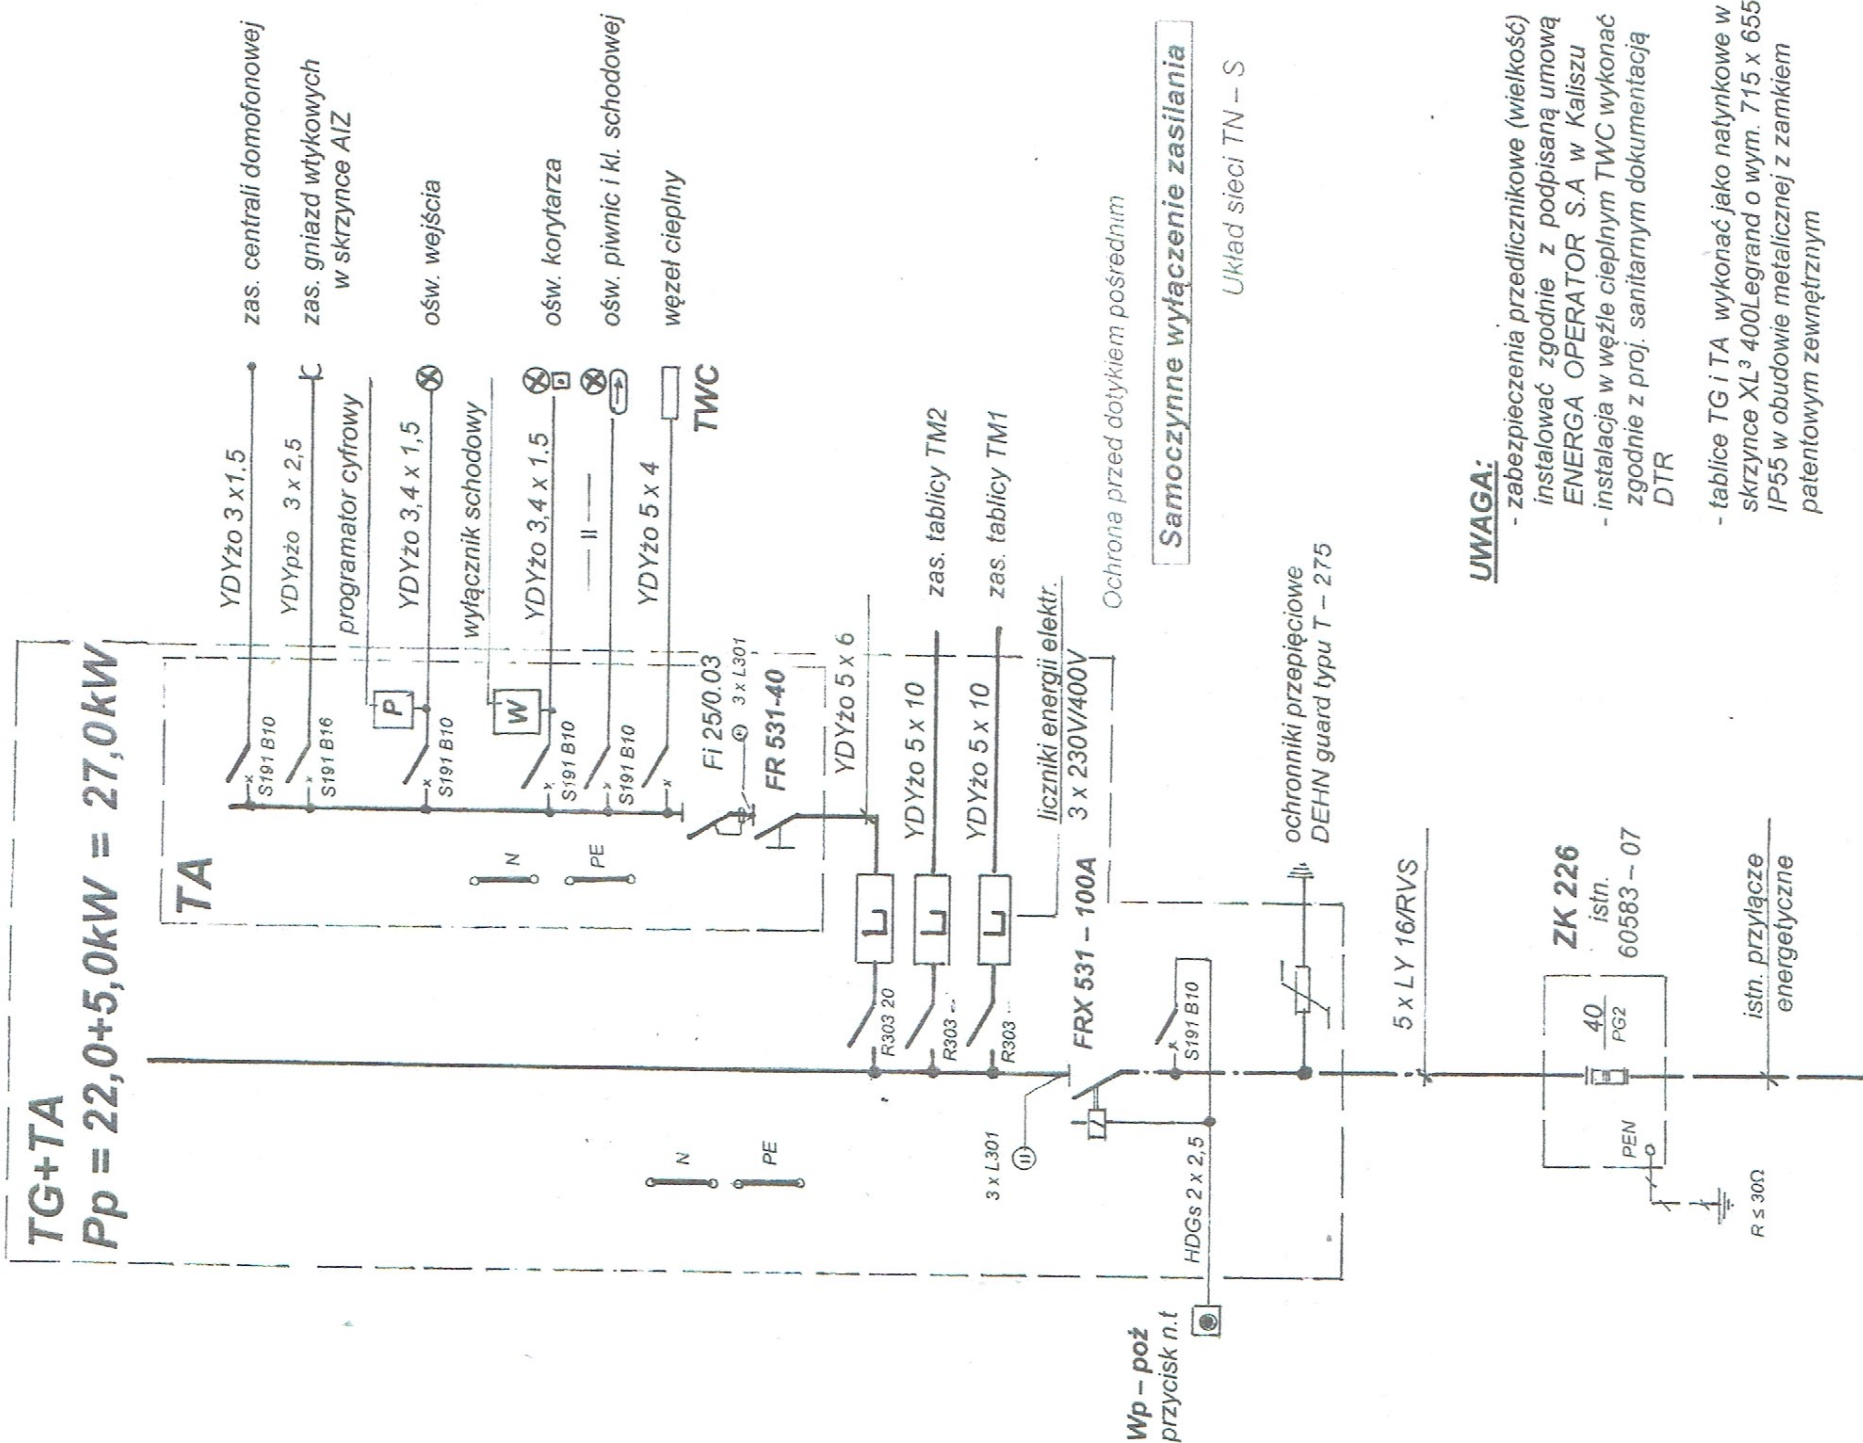 TG+TA
Pp = 22,0+5,0kW = 27,0kW
TA
YDYżo 3 x1.5
zas. centrali domofonowej
S191 B10
YDYpżo 3 x 2,5
zas. gniazd wtykowych
w skrzynce AIZ
S191 B16
programator cyfrowy
P
YDYżo 3,4 x 1,5
ośw. wejścia
S191 B10
wyłącznik schodowy
W
YDYżo 3,4 x 1.5
ośw. korytarza
S191 B10
— II —
ośw. piwnic i kl. schodowej
S191 B10
YDYżo 5 x 4
węzeł cieplny
TWC
N
PE
Fi 25/0.03
3 x L301
FR 531-40
YDYżo 5 x 6
R303 20
YDYżo 5 x 10
zas. tablicy TM2
R303
YDYżo 5 x 10
zas. tablicy TM1
R303
liczniki energii elektr.
3 x 230V/400V
N
PE
3 x L301
FRX 531 – 100A
S191 B10
HDGs 2 x 2,5
Wp – poż
przycisk n.t
ochronniki przepięciowe
DEHN guard typu T – 275
Ochrona przed dotykiem pośrednim
Samoczynne wyłączenie zasilania
Układ sieci TN – S
5 x LY 16/RVS
ZK 226
istn.
60583 – 07
40
PG2
PEN
R ≤ 30Ω
istn. przyłącze
energetyczne
UWAGA:
- zabezpieczenia przedlicznikowe (wielkość)
instalować zgodnie z podpisaną umową
ENERGA OPERATOR S.A w Kaliszu
- instalacja w węźle cieplnym TWC wykonać
zgodnie z proj. sanitarnym dokumentacją
DTR
- tablice TG i TA wykonać jako natynkowe w
skrzynce XL³ 400Legrand o wym. 715 x 655
IP55 w obudowie metalicznej z zamkiem
patentowym zewnętrznym